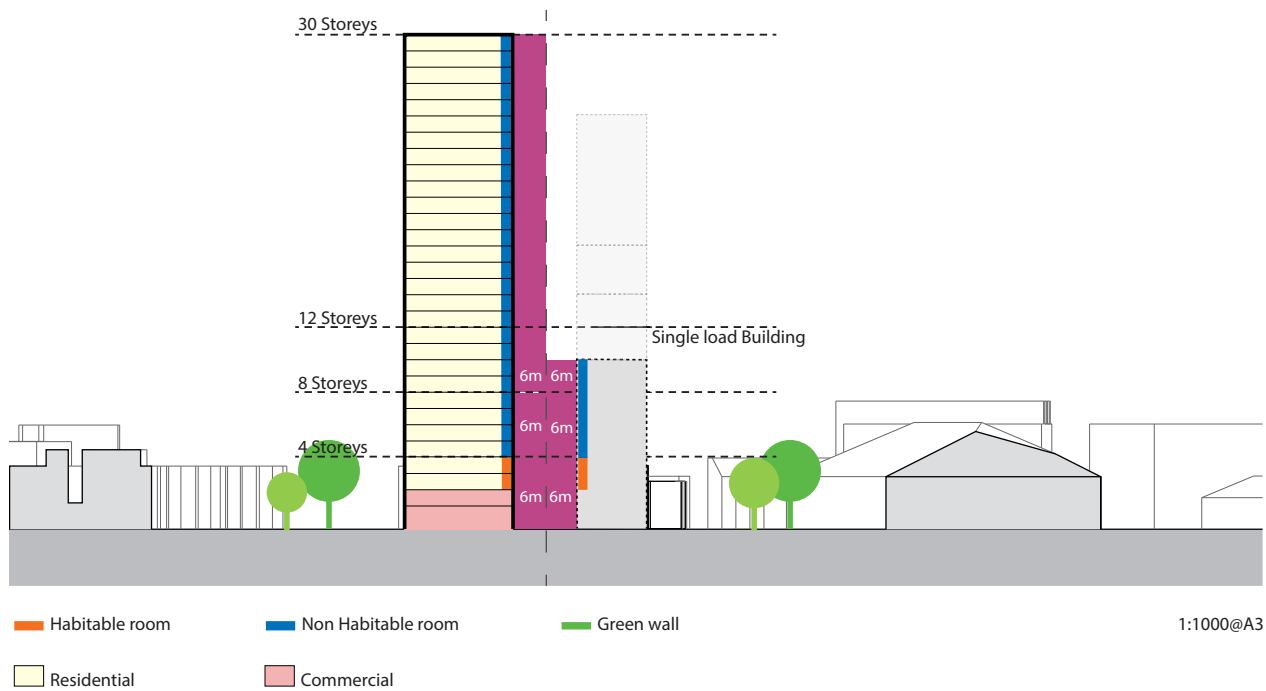 30 Storeys
12 Storeys
Single load Building
6m 6m
8 Storeys
6m 6m
4 Storeys
6m 6m
Habitable room
Non Habitable room
Green wall
1:1000@A3
Residential
Commercial